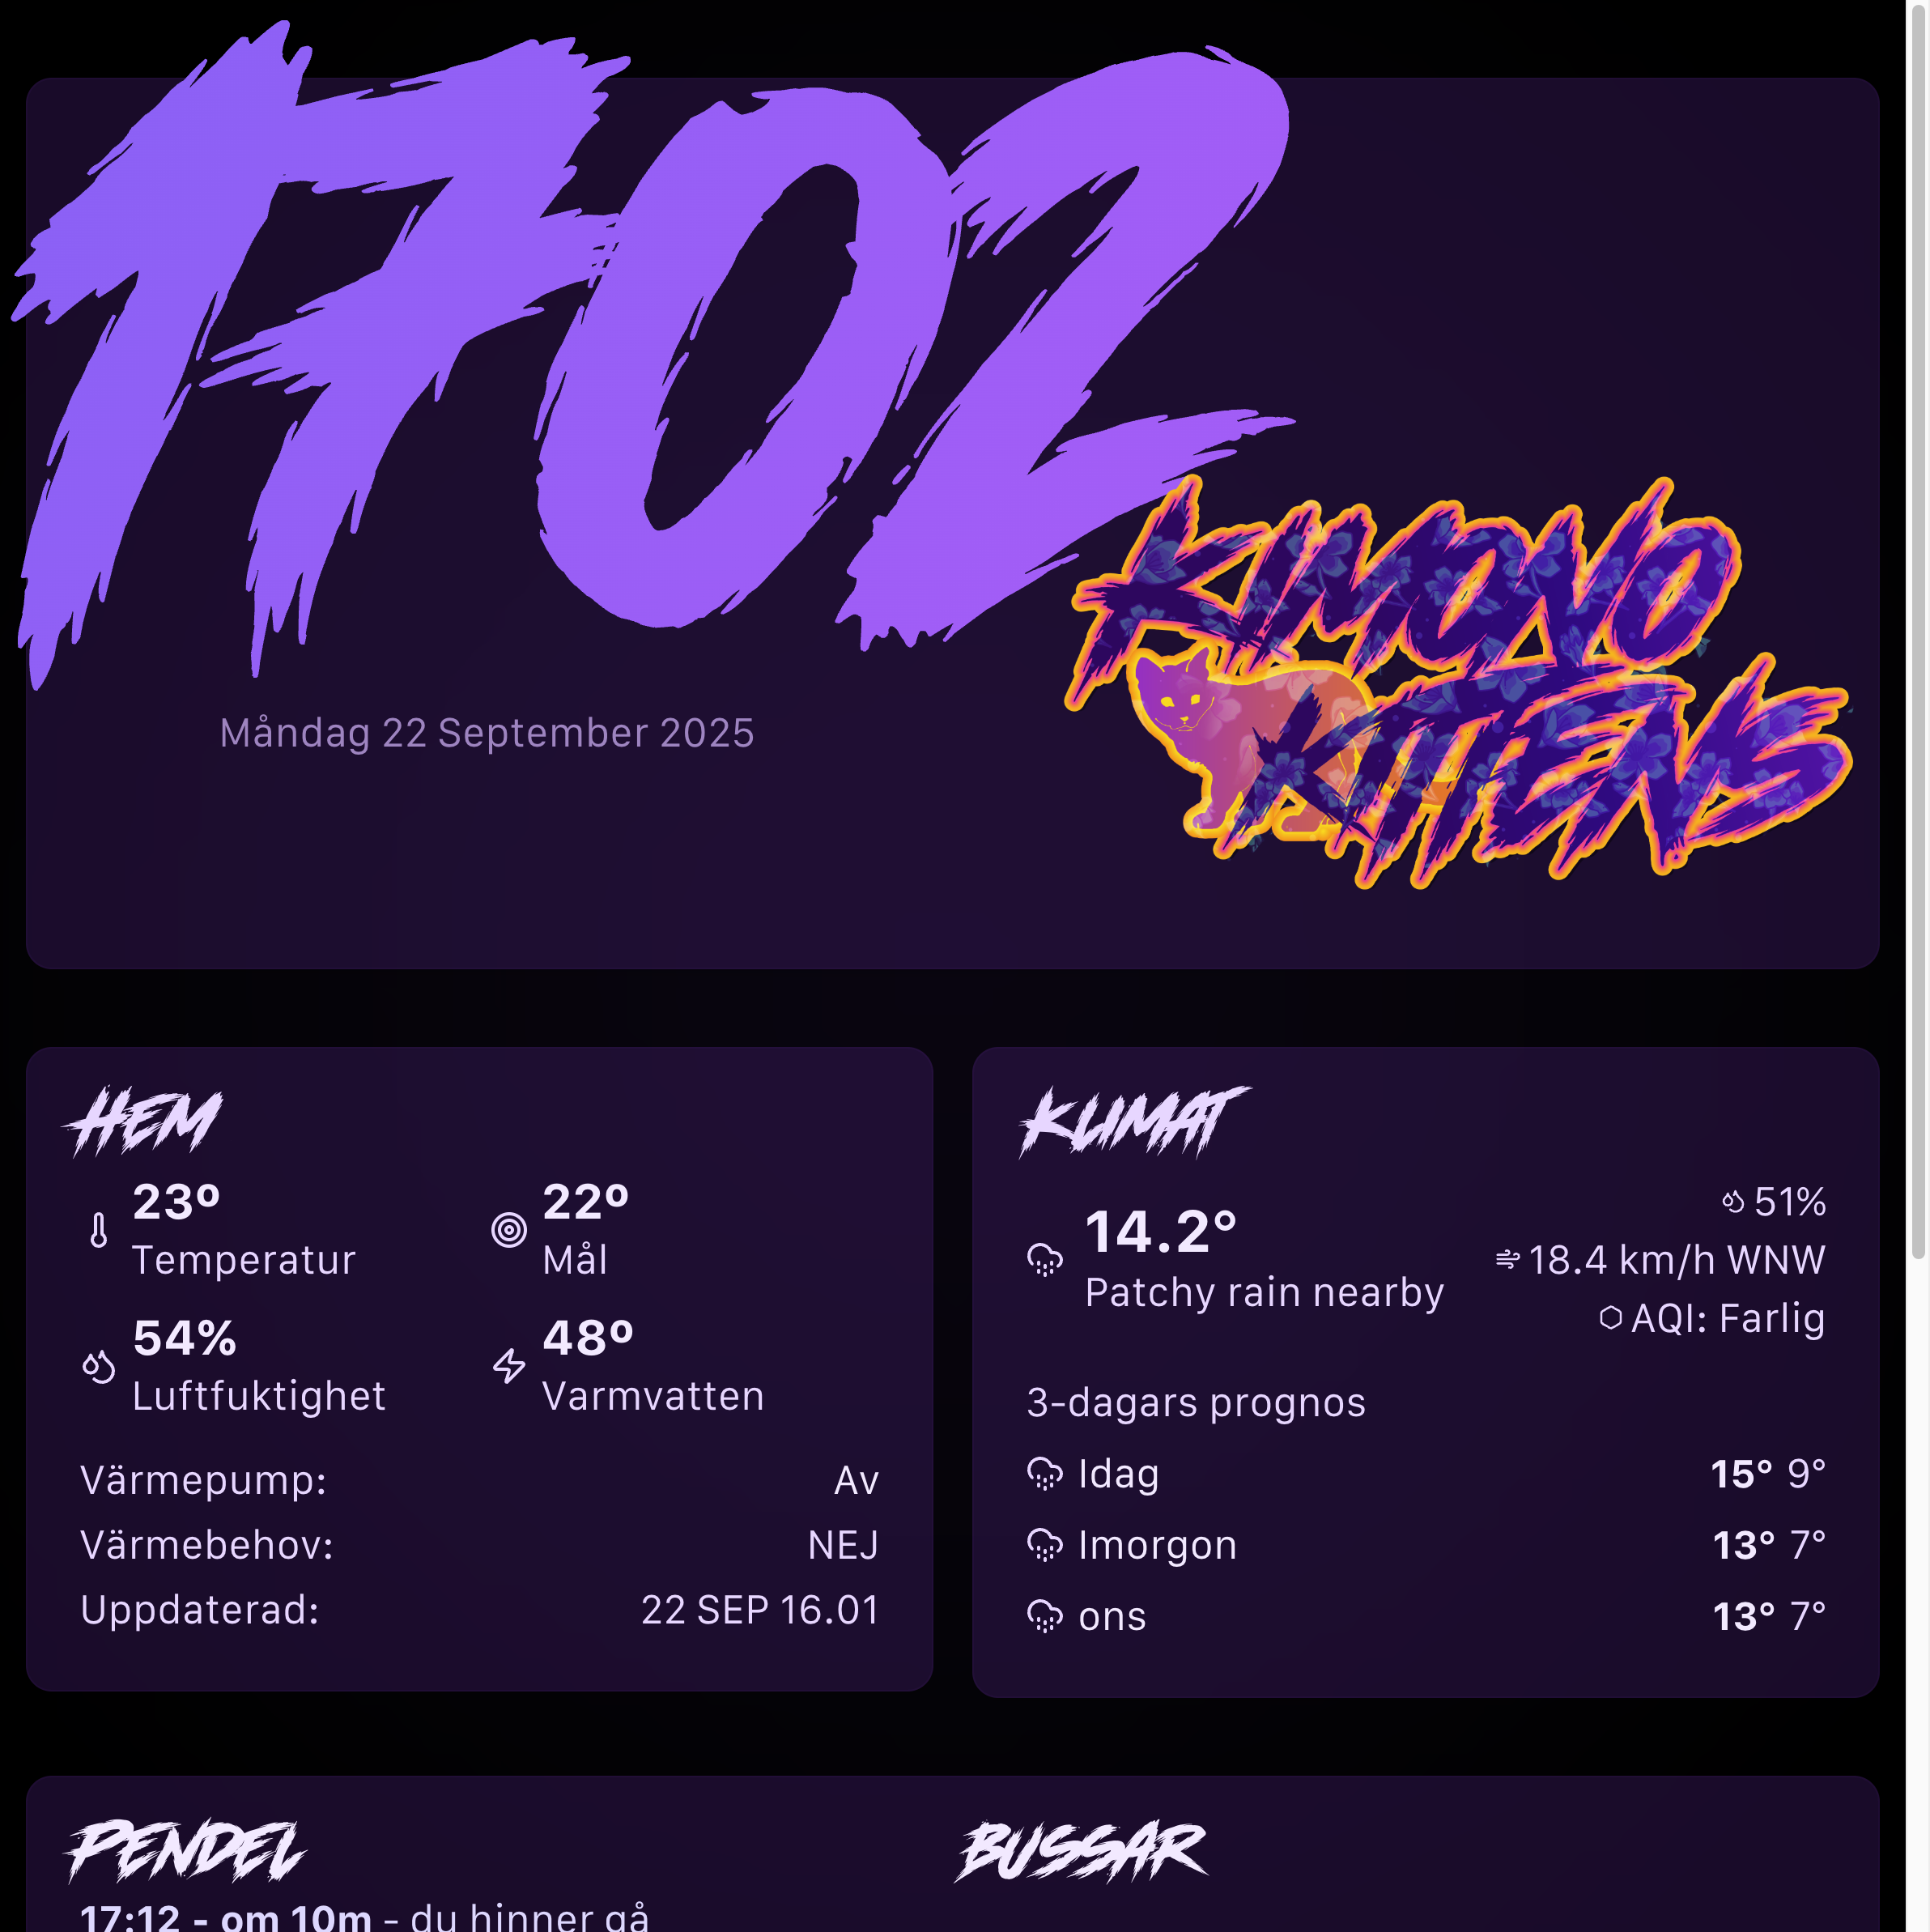 1702
KIMONO
KITTENS
Måndag 22 September 2025
HEM
23º
Temperatur
22º
Mål
54%
Luftfuktighet
48º
Varmvatten
Värmepump: Av
Värmebehov: NEJ
Uppdaterad: 22 SEP 16.01
KLIMAT
14.2°
Patchy rain nearby
51%
18.4 km/h WNW
AQI: Farlig
3-dagars prognos
Idag 15° 9°
Imorgon 13° 7°
ons 13° 7°
PENDEL
17:12 - om 10m - du hinner gå
BUSSAR